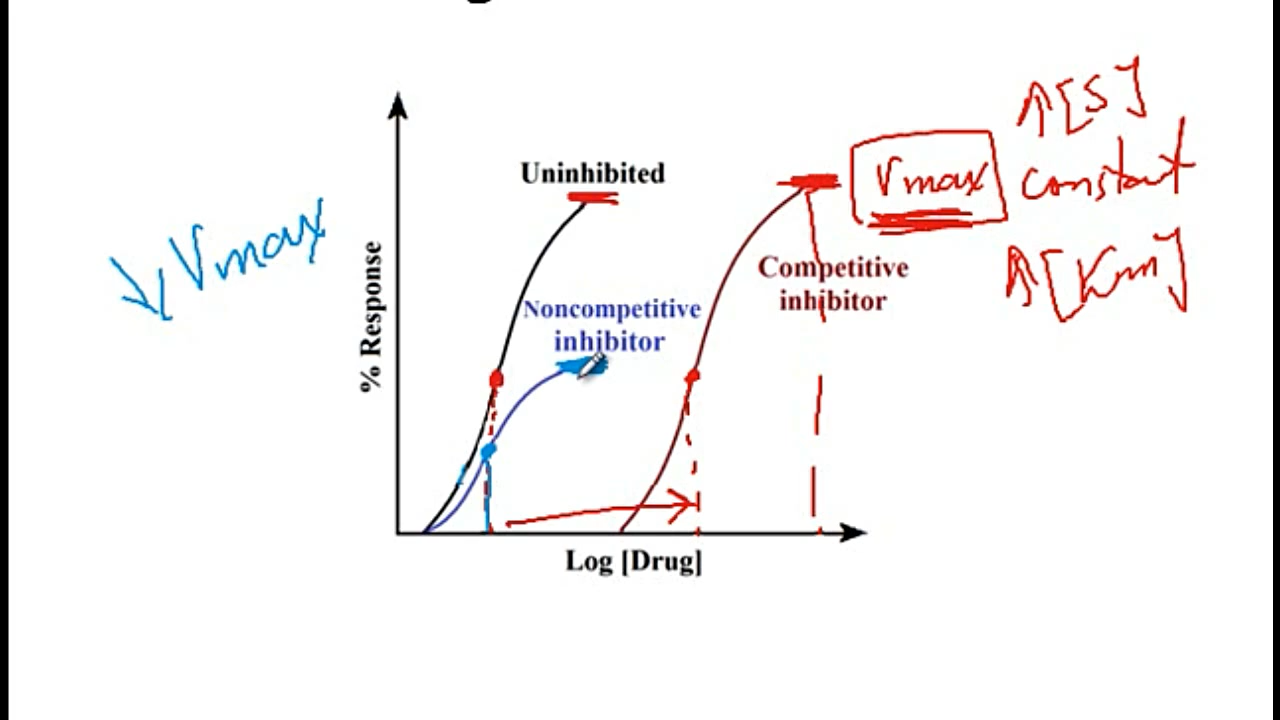 ↑[S]
Vmax constant
↑[Km]
↓ Vmax
Uninhibited
Competitive
inhibitor
Noncompetitive
inhibitor
% Response
Log [Drug]